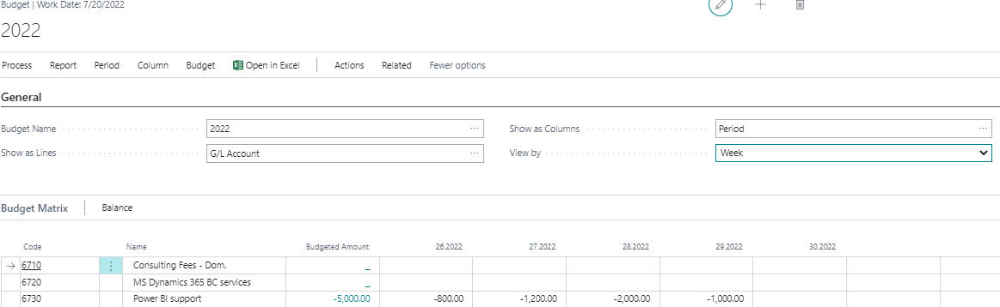 Budget | Work Date: 7/20/2022
2022
Process Report Period Column Budget Open in Excel Actions Related Fewer options
General
Budget Name 2022 Show as Columns Period
Show as Lines G/L Account View by Week
Budget Matrix Balance
Code Name Budgeted Amount 26.2022 27.2022 28.2022 29.2022 30.2022
6710 Consulting Fees - Dom. _
6720 MS Dynamics 365 BC services _
6730 Power BI support -5,000.00 -800.00 -1,200.00 -2,000.00 -1,000.00